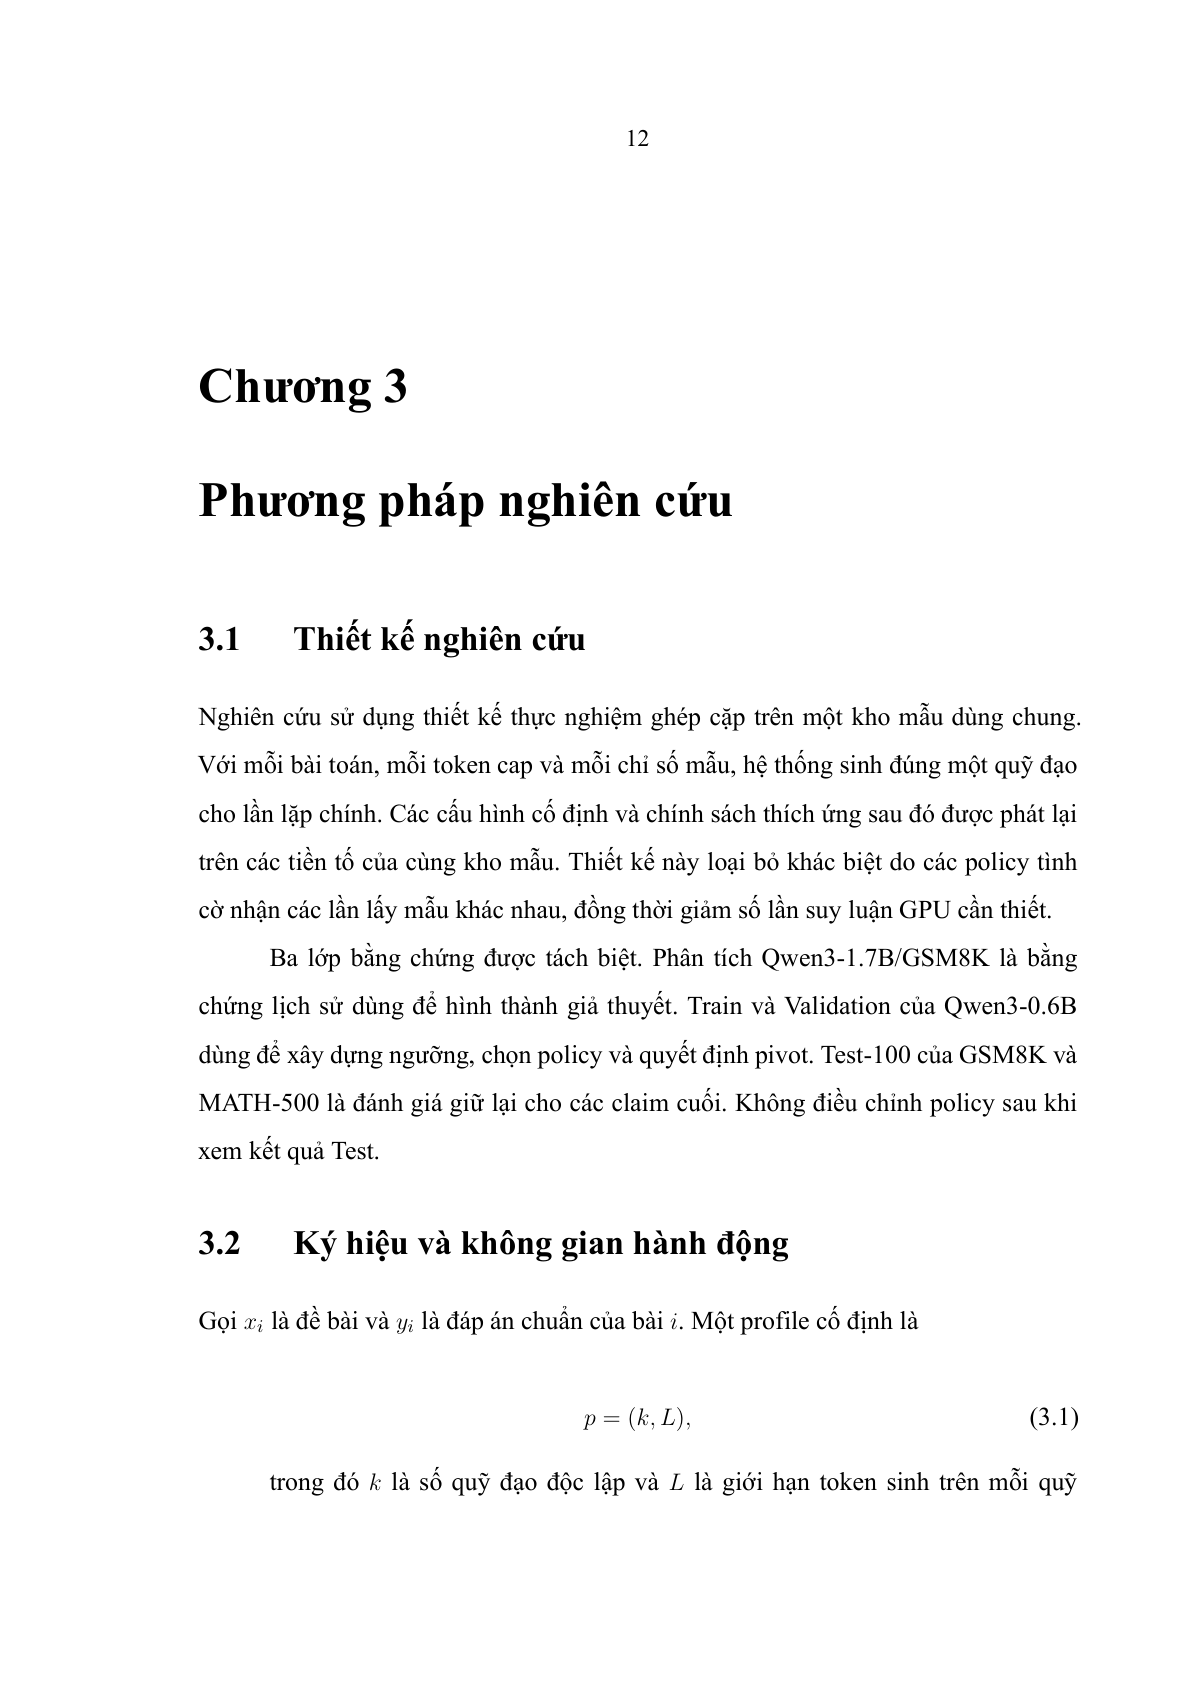 12
Chương 3
Phương pháp nghiên cứu
3.1 Thiết kế nghiên cứu
Nghiên cứu sử dụng thiết kế thực nghiệm ghép cặp trên một kho mẫu dùng chung.
Với mỗi bài toán, mỗi token cap và mỗi chỉ số mẫu, hệ thống sinh đúng một quỹ đạo
cho lần lặp chính. Các cấu hình cố định và chính sách thích ứng sau đó được phát lại
trên các tiền tố của cùng kho mẫu. Thiết kế này loại bỏ khác biệt do các policy tình
cờ nhận các lần lấy mẫu khác nhau, đồng thời giảm số lần suy luận GPU cần thiết.
Ba lớp bằng chứng được tách biệt. Phân tích Qwen3-1.7B/GSM8K là bằng
chứng lịch sử dùng để hình thành giả thuyết. Train và Validation của Qwen3-0.6B
dùng để xây dựng ngưỡng, chọn policy và quyết định pivot. Test-100 của GSM8K và
MATH-500 là đánh giá giữ lại cho các claim cuối. Không điều chỉnh policy sau khi
xem kết quả Test.
3.2 Ký hiệu và không gian hành động
Gọi \(x_i\) là đề bài và \(y_i\) là đáp án chuẩn của bài \(i\). Một profile cố định là
\(p = (k, L),\) (3.1)
trong đó \(k\) là số quỹ đạo độc lập và \(L\) là giới hạn token sinh trên mỗi quỹ